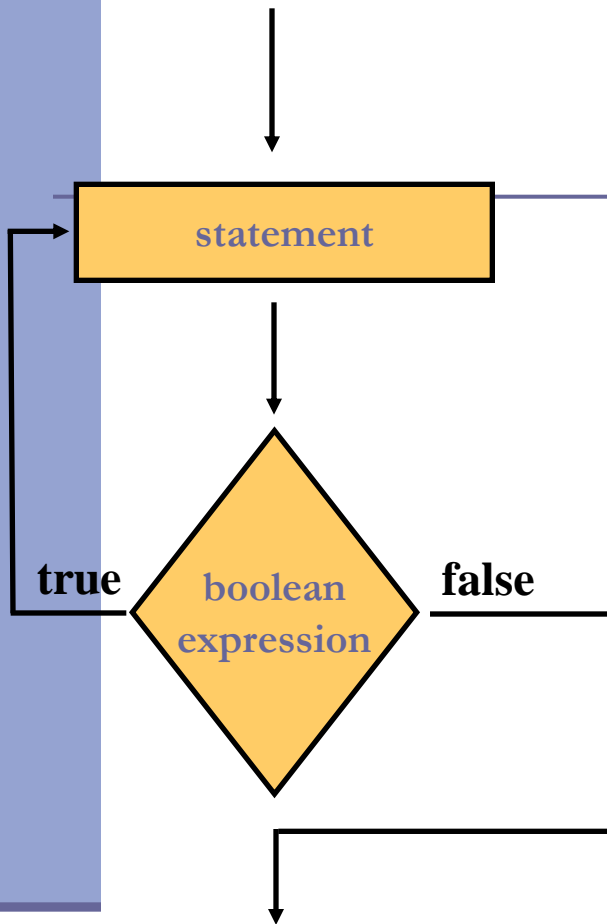 statement
true
boolean
expression
false